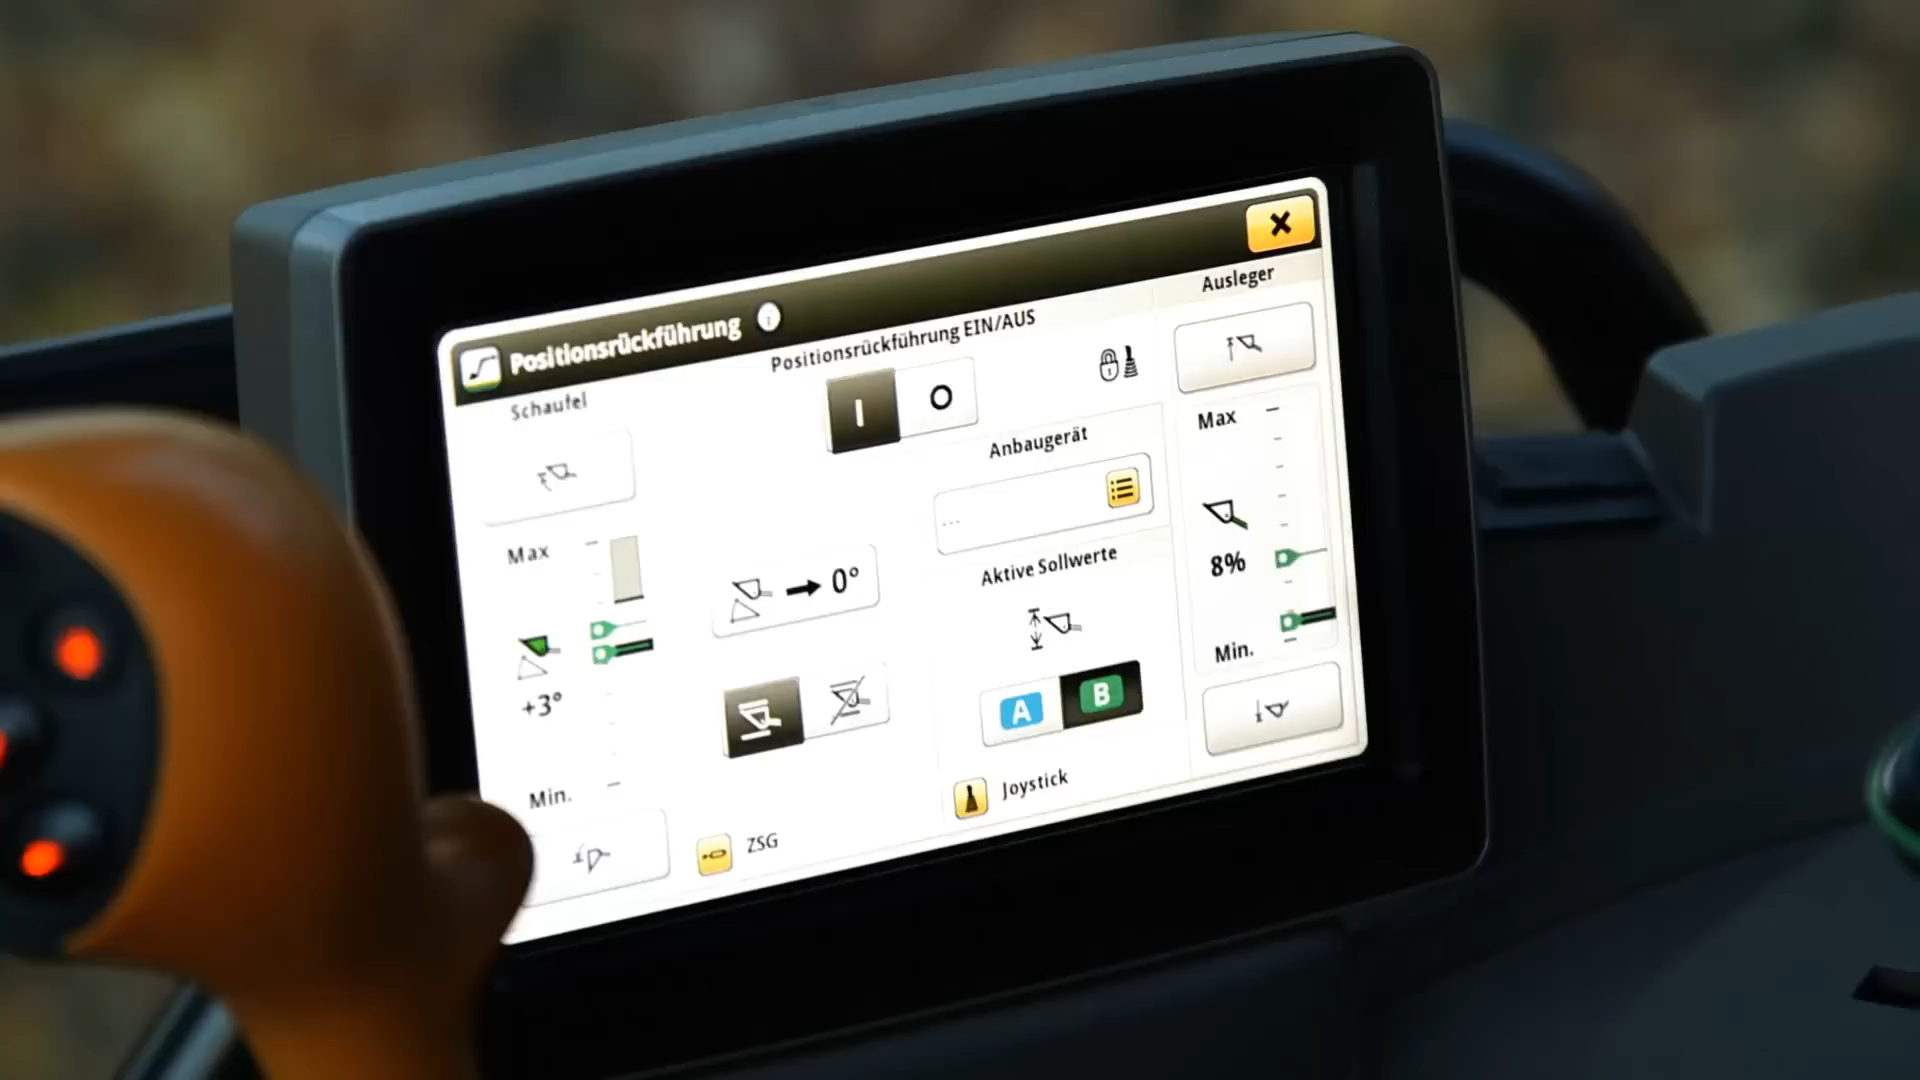 Positionsrückführung
Schaufel
Max
+3°
Min.
Positionsrückführung EIN/AUS
I O
0°
ZSG
Anbaugerät
...
Aktive Sollwerte
A B
Joystick
Ausleger
Max
8%
Min.